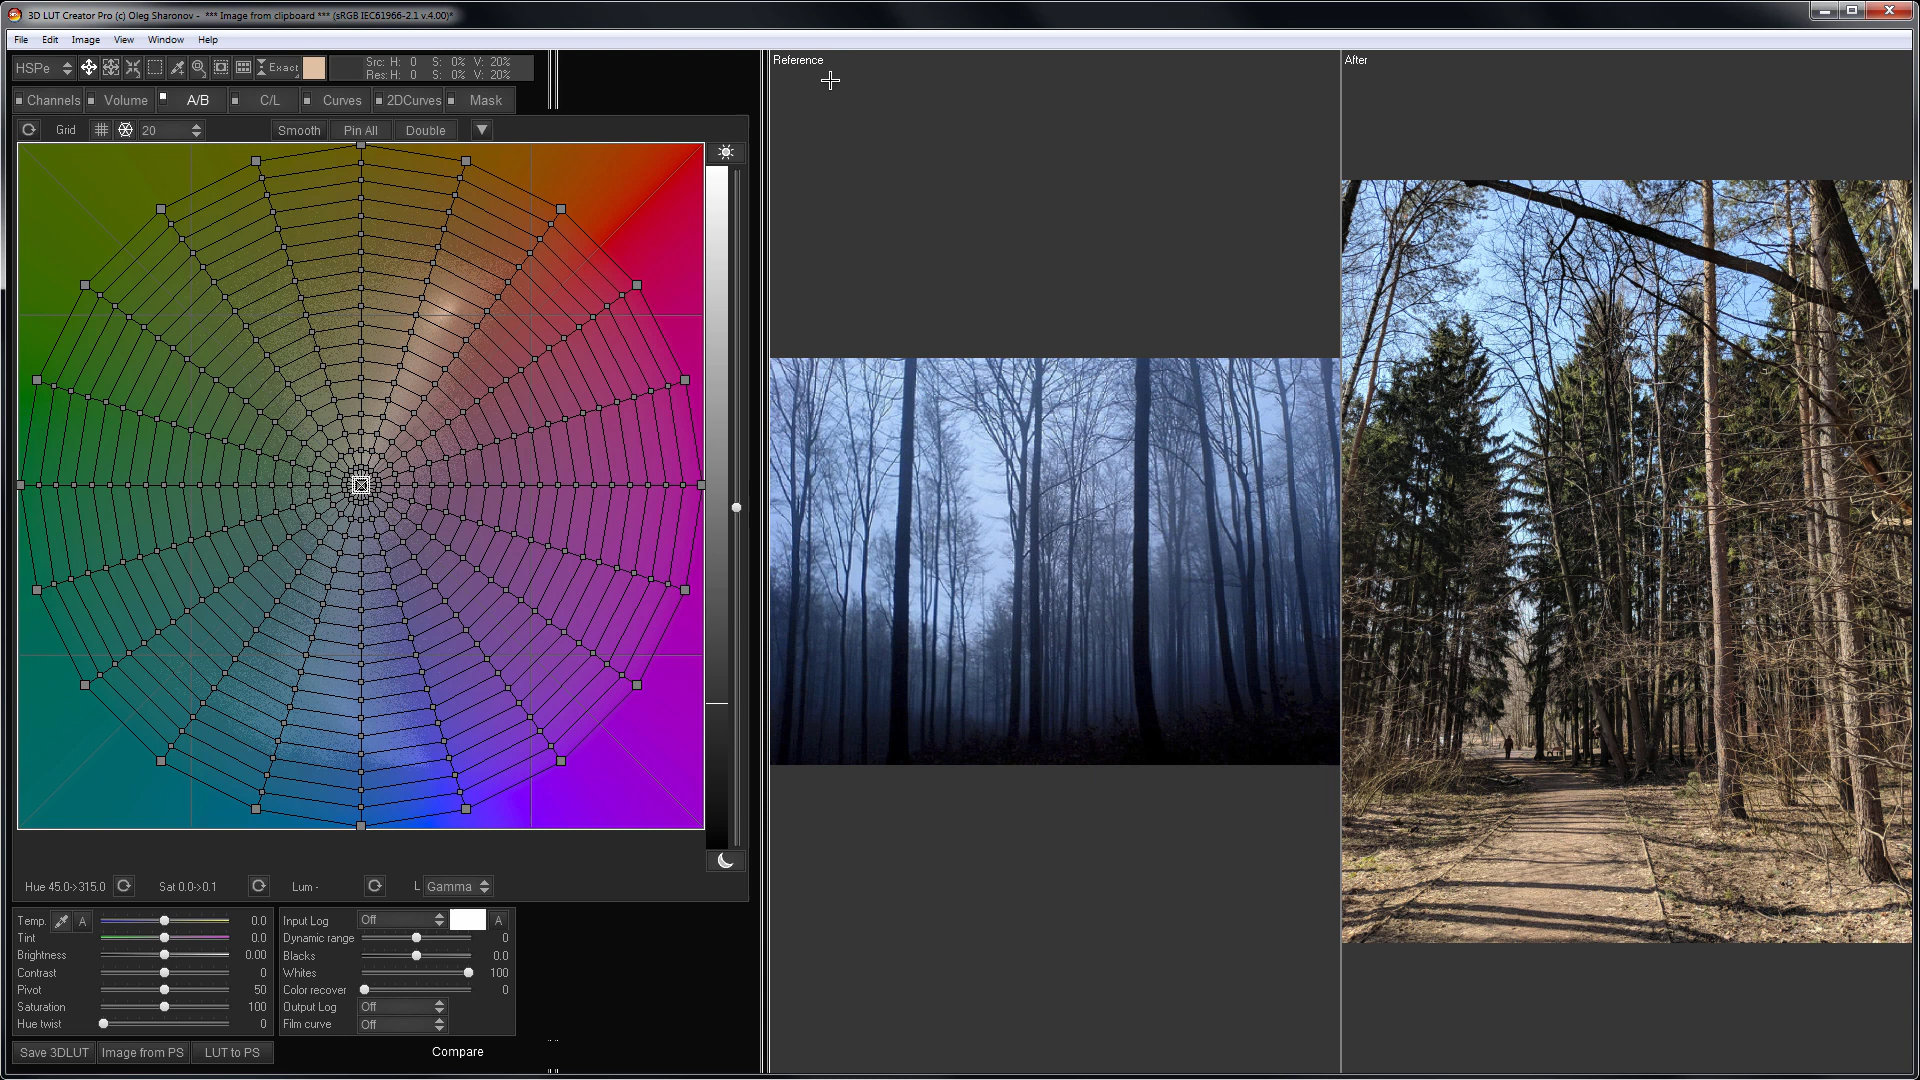 3D LUT Creator Pro (c) Oleg Sharonov - *** Image from clipboard *** (sRGB IEC61966-2.1 v.4.00)*
File Edit Image View Window Help
HSPe Exact Src: H: 0 S: 0% V: 20%
Res: H: 0 S: 0% V: 20%
Reference
After
Channels Volume A/B C/L Curves 2DCurves Mask
Grid 20 Smooth Pin All Double
Hue 45.0->315.0 Sat 0.0->0.1 Lum - L Gamma
Temp. A 0.0
Tint 0.0
Brightness 0.00
Contrast 0
Pivot 50
Saturation 100
Hue twist 0
Input Log Off A
Dynamic range 0
Blacks 0.0
Whites 100
Color recover 0
Output Log Off
Film curve Off
Save 3DLUT Image from PS LUT to PS Compare